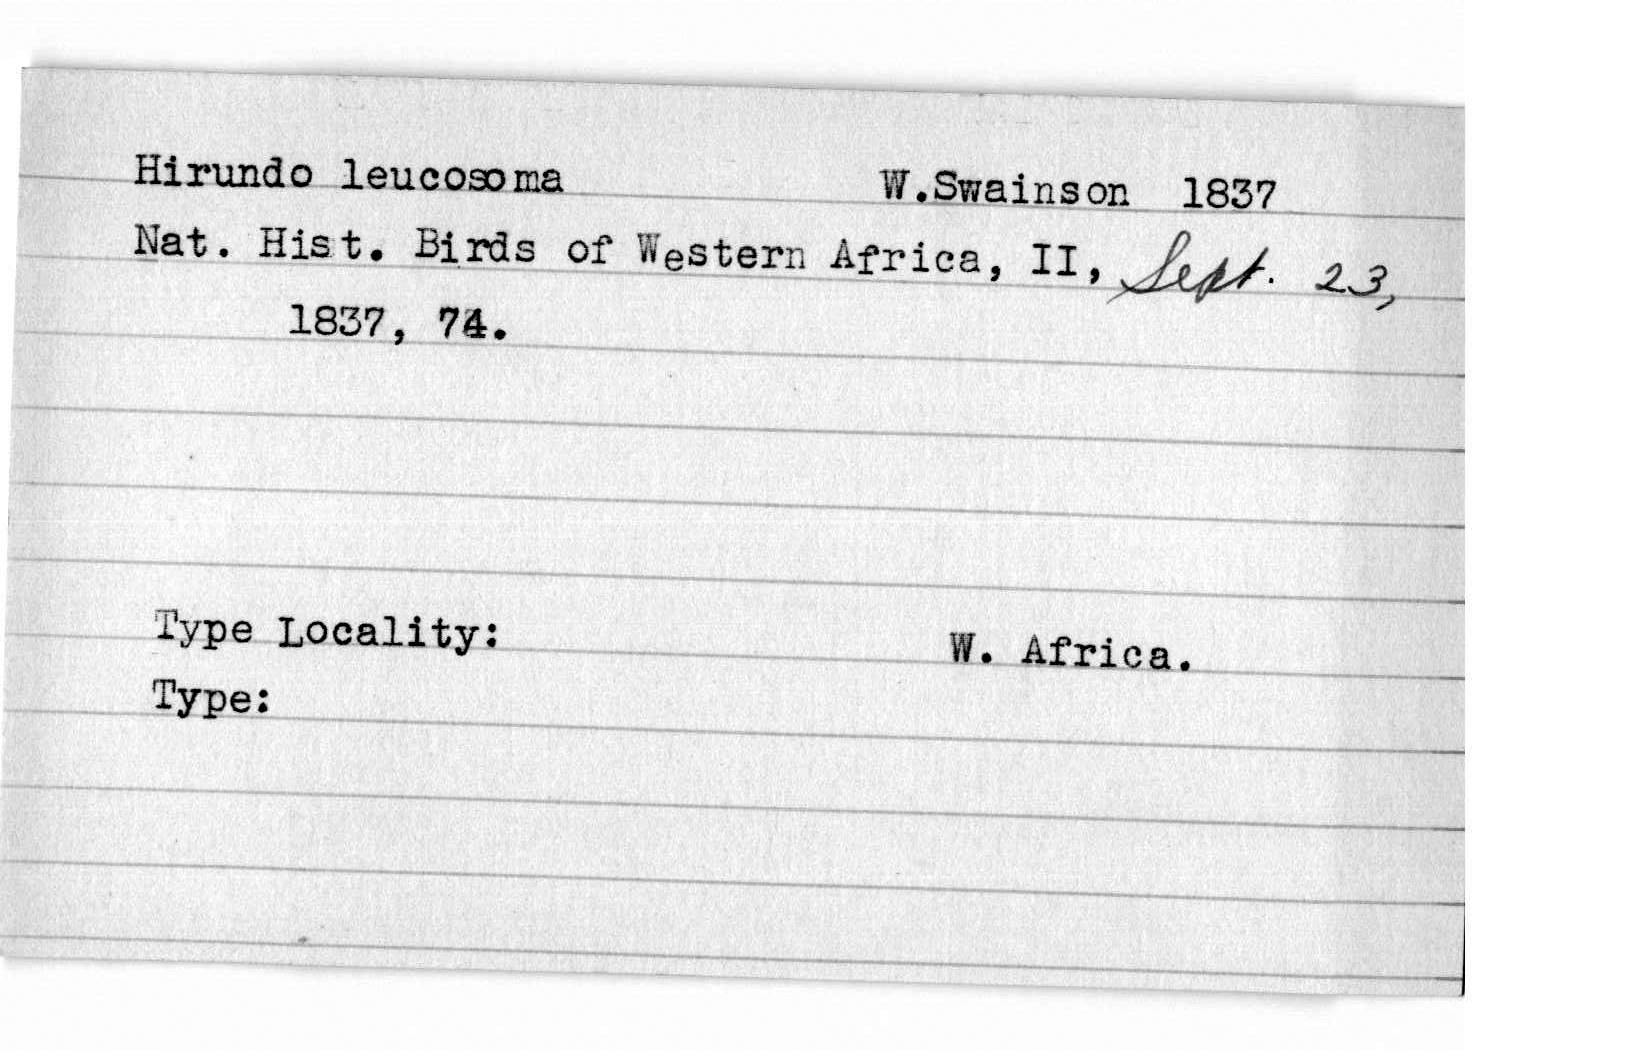 Hirundo leucosoma W.Swainson 1837
Nat. Hist. Birds of Western Africa, II, Sept. 23,
1837, 74.
Type Locality: W. Africa.
Type: